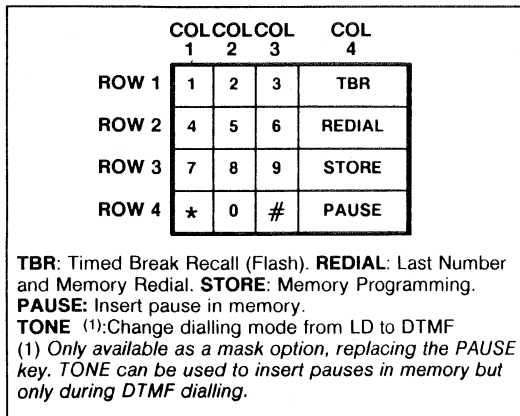 COL COL COL COL
1 2 3 4
ROW 1 1 2 3 TBR
ROW 2 4 5 6 REDIAL
ROW 3 7 8 9 STORE
ROW 4 * 0 # PAUSE
TBR: Timed Break Recall (Flash). REDIAL: Last Number
and Memory Redial. STORE: Memory Programming.
PAUSE: Insert pause in memory.
TONE (1):Change dialling mode from LD to DTMF
(1) Only available as a mask option, replacing the PAUSE
key. TONE can be used to insert pauses in memory but
only during DTMF dialling.